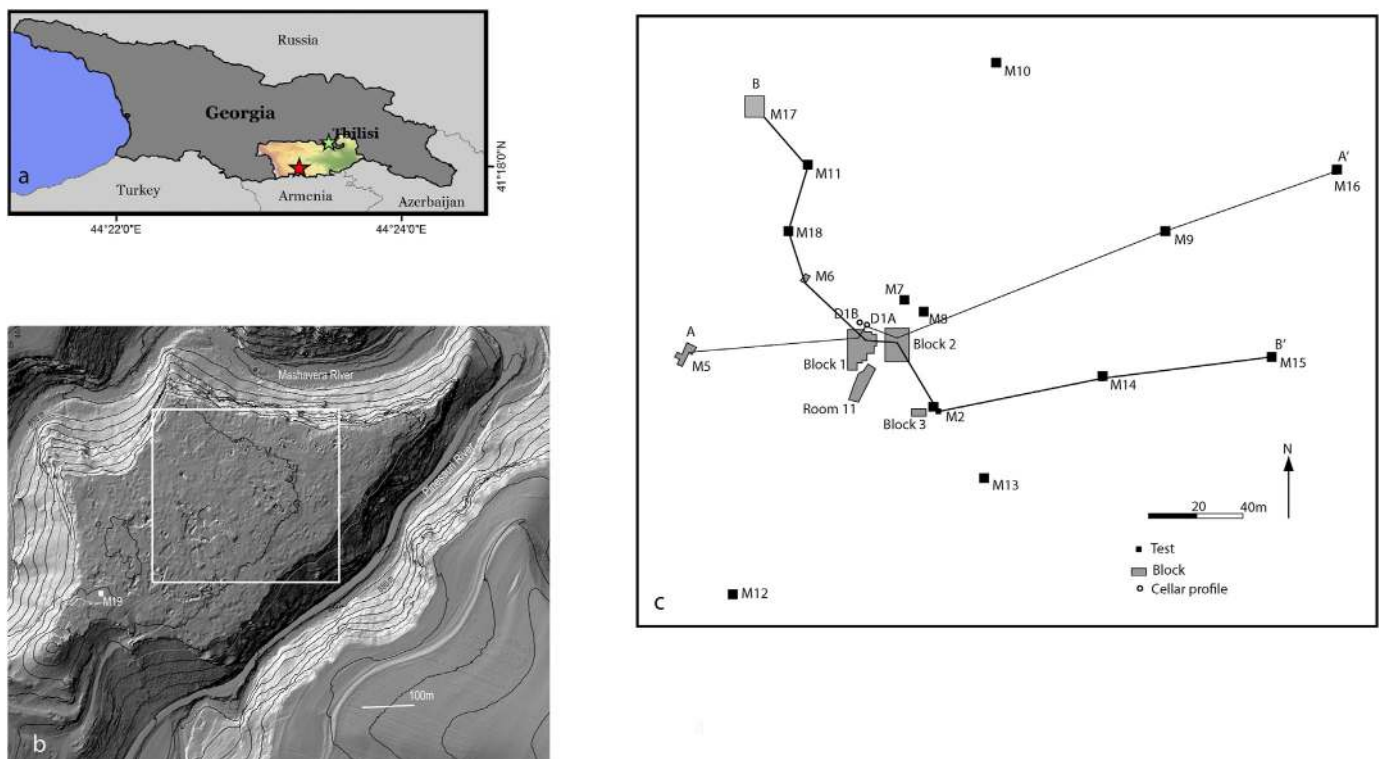 Russia
Georgia
Tbilisi
a
Turkey
Armenia
Azerbaijan
41°18'0"N
44°22'0"E
44°24'0"E
Mashavera River
Pinesauri River
M19
100m
b
M10
B
M17
A'
M11
M16
M18
M9
M6
M7
D1B
D1A
M8
A
Block 2
B'
M5
Block 1
M15
M14
Room 11
M2
Block 3
N
M13
20
40m
Test
Block
M12
c
Cellar profile